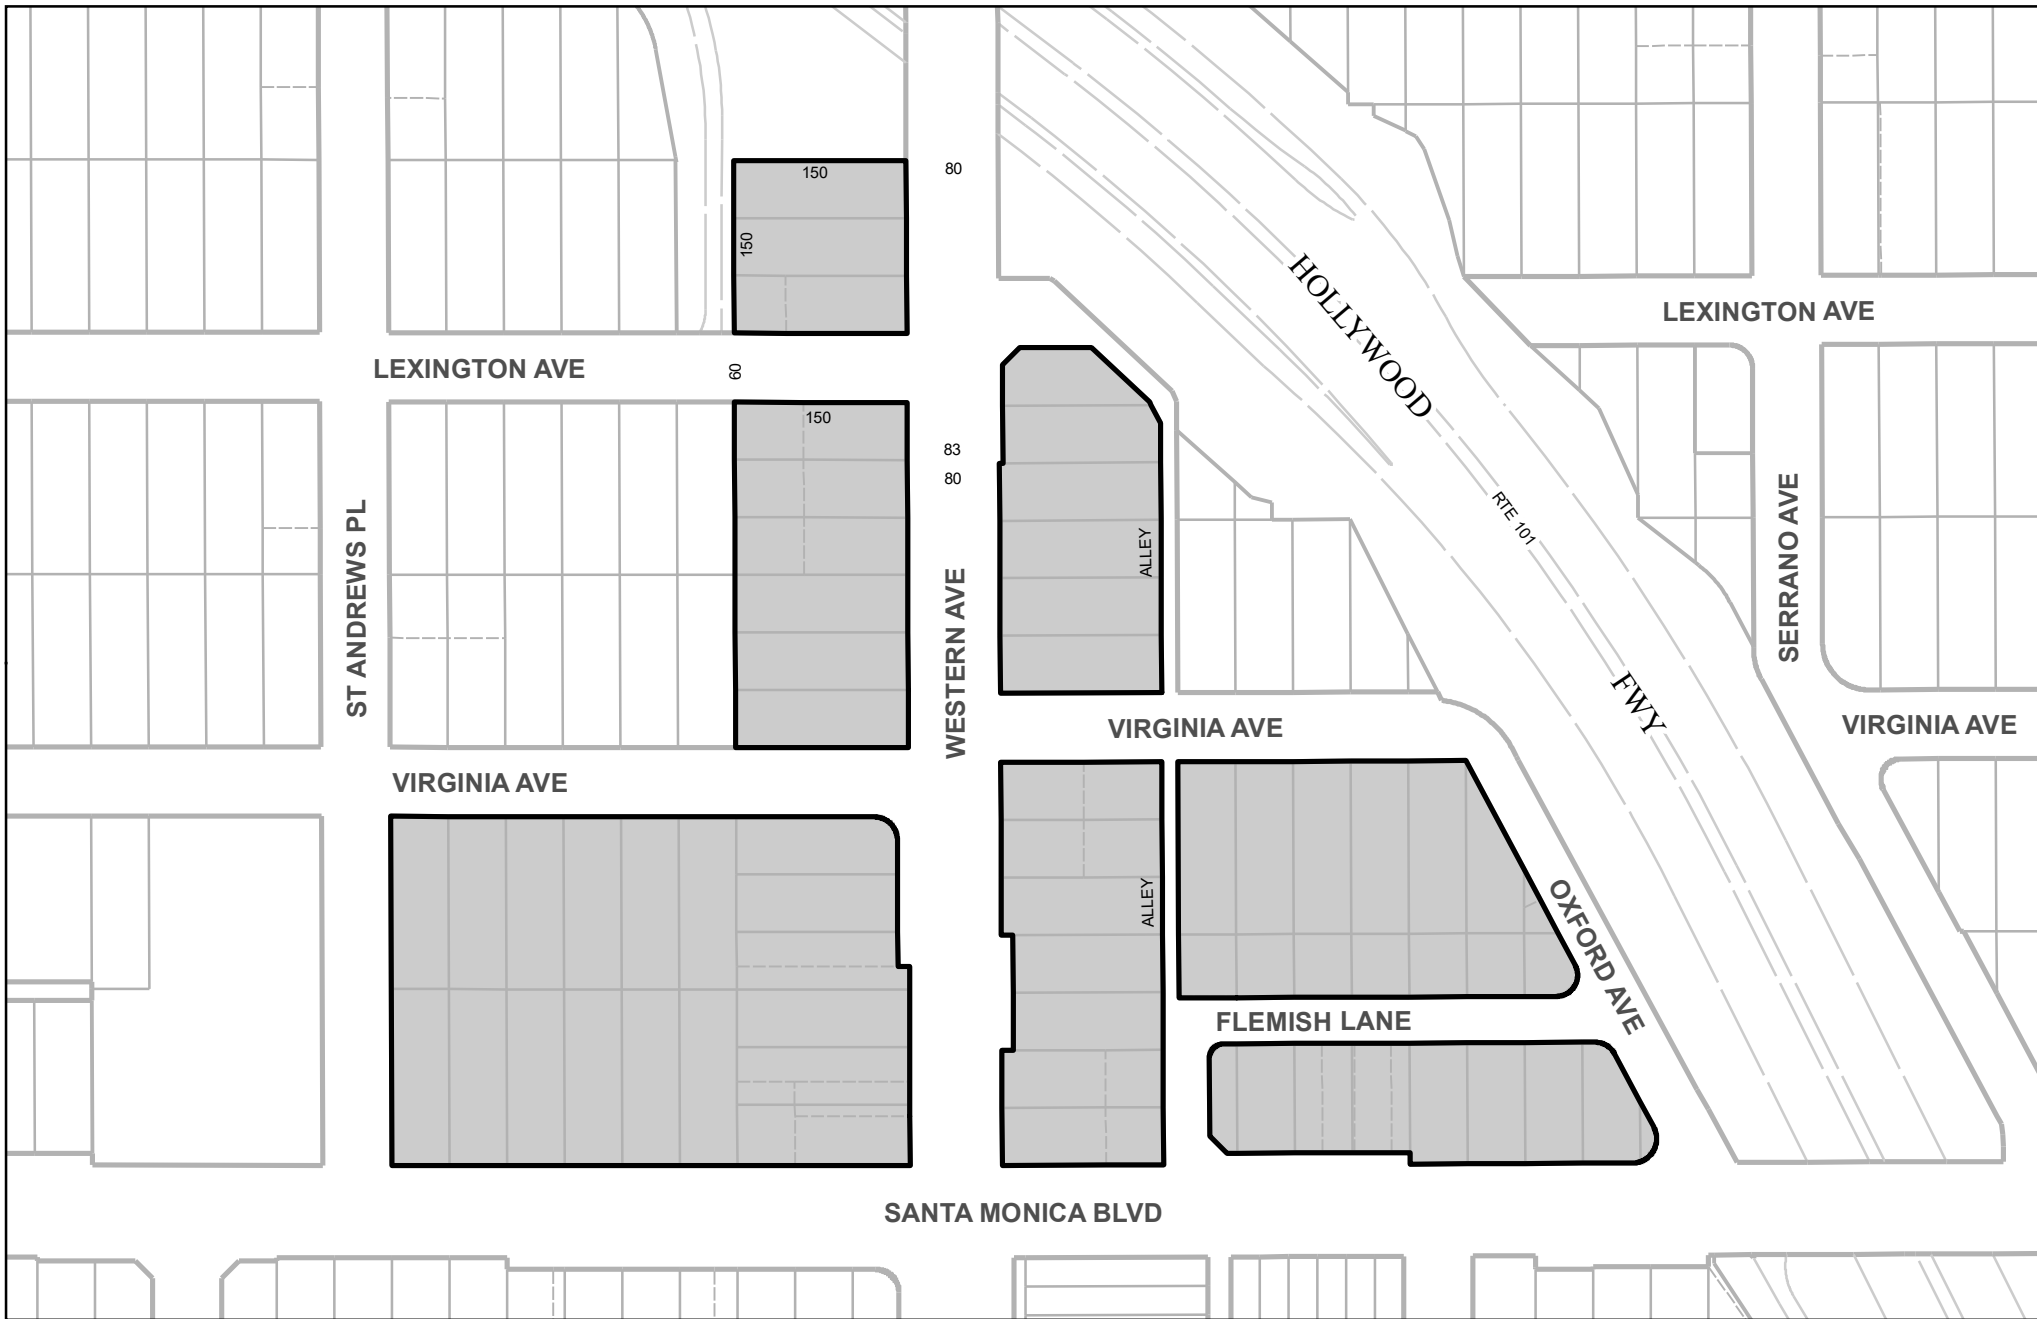 150
80
150
HOLLYWOOD
LEXINGTON AVE
LEXINGTON AVE
60
150
83
80
RTE 101
ST ANDREWS PL
ALLEY
SERRANO AVE
WESTERN AVE
FWY
VIRGINIA AVE
VIRGINIA AVE
VIRGINIA AVE
ALLEY
OXFORD AVE
FLEMISH LANE
SANTA MONICA BLVD